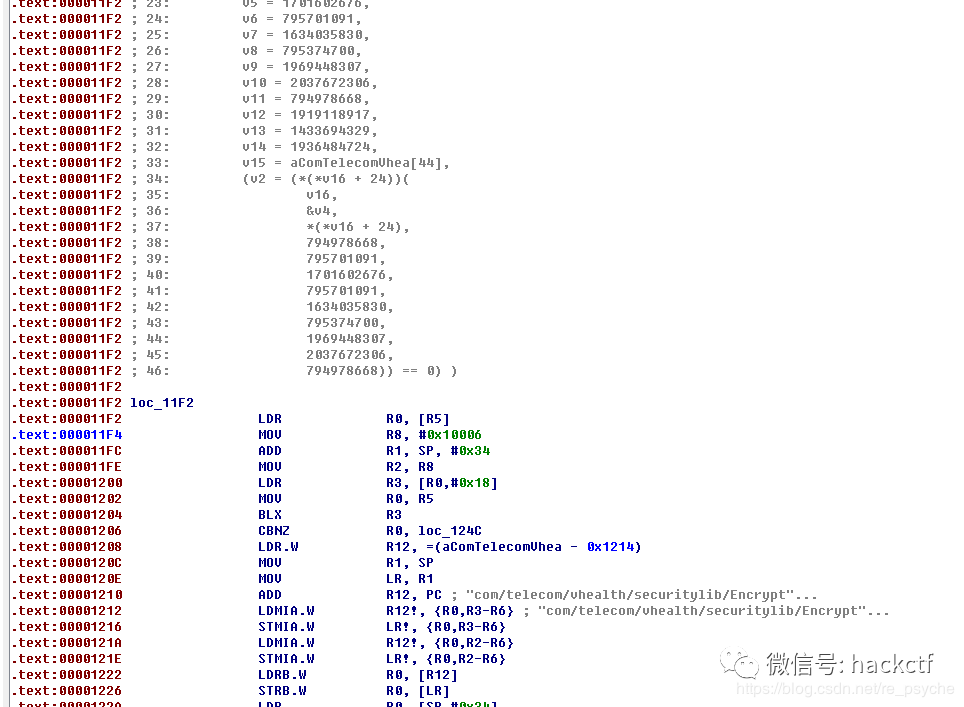 .text:000011F2 ; 23:    v5 = 1701602676,
.text:000011F2 ; 24:    v6 = 795701091,
.text:000011F2 ; 25:    v7 = 1634035830,
.text:000011F2 ; 26:    v8 = 795374700,
.text:000011F2 ; 27:    v9 = 1969448307,
.text:000011F2 ; 28:    v10 = 2037672306,
.text:000011F2 ; 29:    v11 = 794978668,
.text:000011F2 ; 30:    v12 = 1919118917,
.text:000011F2 ; 31:    v13 = 1433694329,
.text:000011F2 ; 32:    v14 = 1936484724,
.text:000011F2 ; 33:    v15 = aComTelecomVhea[44],
.text:000011F2 ; 34:    (v2 = (*(*v16 + 24))(
.text:000011F2 ; 35:    v16,
.text:000011F2 ; 36:    &v4,
.text:000011F2 ; 37:    *(*v16 + 24),
.text:000011F2 ; 38:    794978668,
.text:000011F2 ; 39:    795701091,
.text:000011F2 ; 40:    1701602676,
.text:000011F2 ; 41:    795701091,
.text:000011F2 ; 42:    1634035830,
.text:000011F2 ; 43:    795374700,
.text:000011F2 ; 44:    1969448307,
.text:000011F2 ; 45:    2037672306,
.text:000011F2 ; 46:    794978668)) == 0) )
.text:000011F2
.text:000011F2 loc_11F2
.text:000011F2 LDR R0, [R5]
.text:000011F4 MOV R8, #0x10006
.text:000011FC ADD R1, SP, #0x34
.text:000011FE MOV R2, R8
.text:00001200 LDR R3, [R0,#0x18]
.text:00001202 MOV R0, R5
.text:00001204 BLX R3
.text:00001206 CBNZ R0, loc_124C
.text:00001208 LDR.W R12, =(aComTelecomVhea - 0x1214)
.text:0000120C MOV R1, SP
.text:0000120E MOV LR, R1
.text:00001210 ADD R12, PC ; "com/telecom/vhealth/securitylib/Encrypt"...
.text:00001212 LDMIA.W R12!, {R0,R3-R6} ; "com/telecom/vhealth/securitylib/Encrypt"...
.text:00001216 STMIA.W LR!, {R0,R3-R6}
.text:0000121A LDMIA.W R12!, {R0,R2-R6}
.text:0000121E STMIA.W LR!, {R0,R2-R6}
.text:00001222 LDRB.W R0, [R12]
.text:00001226 STRB.W R0, [LR]
.text:0000122A LDR R0, [SP,#0x34]
微信号: hackctf
https://blog.csdn.net/re_psyche